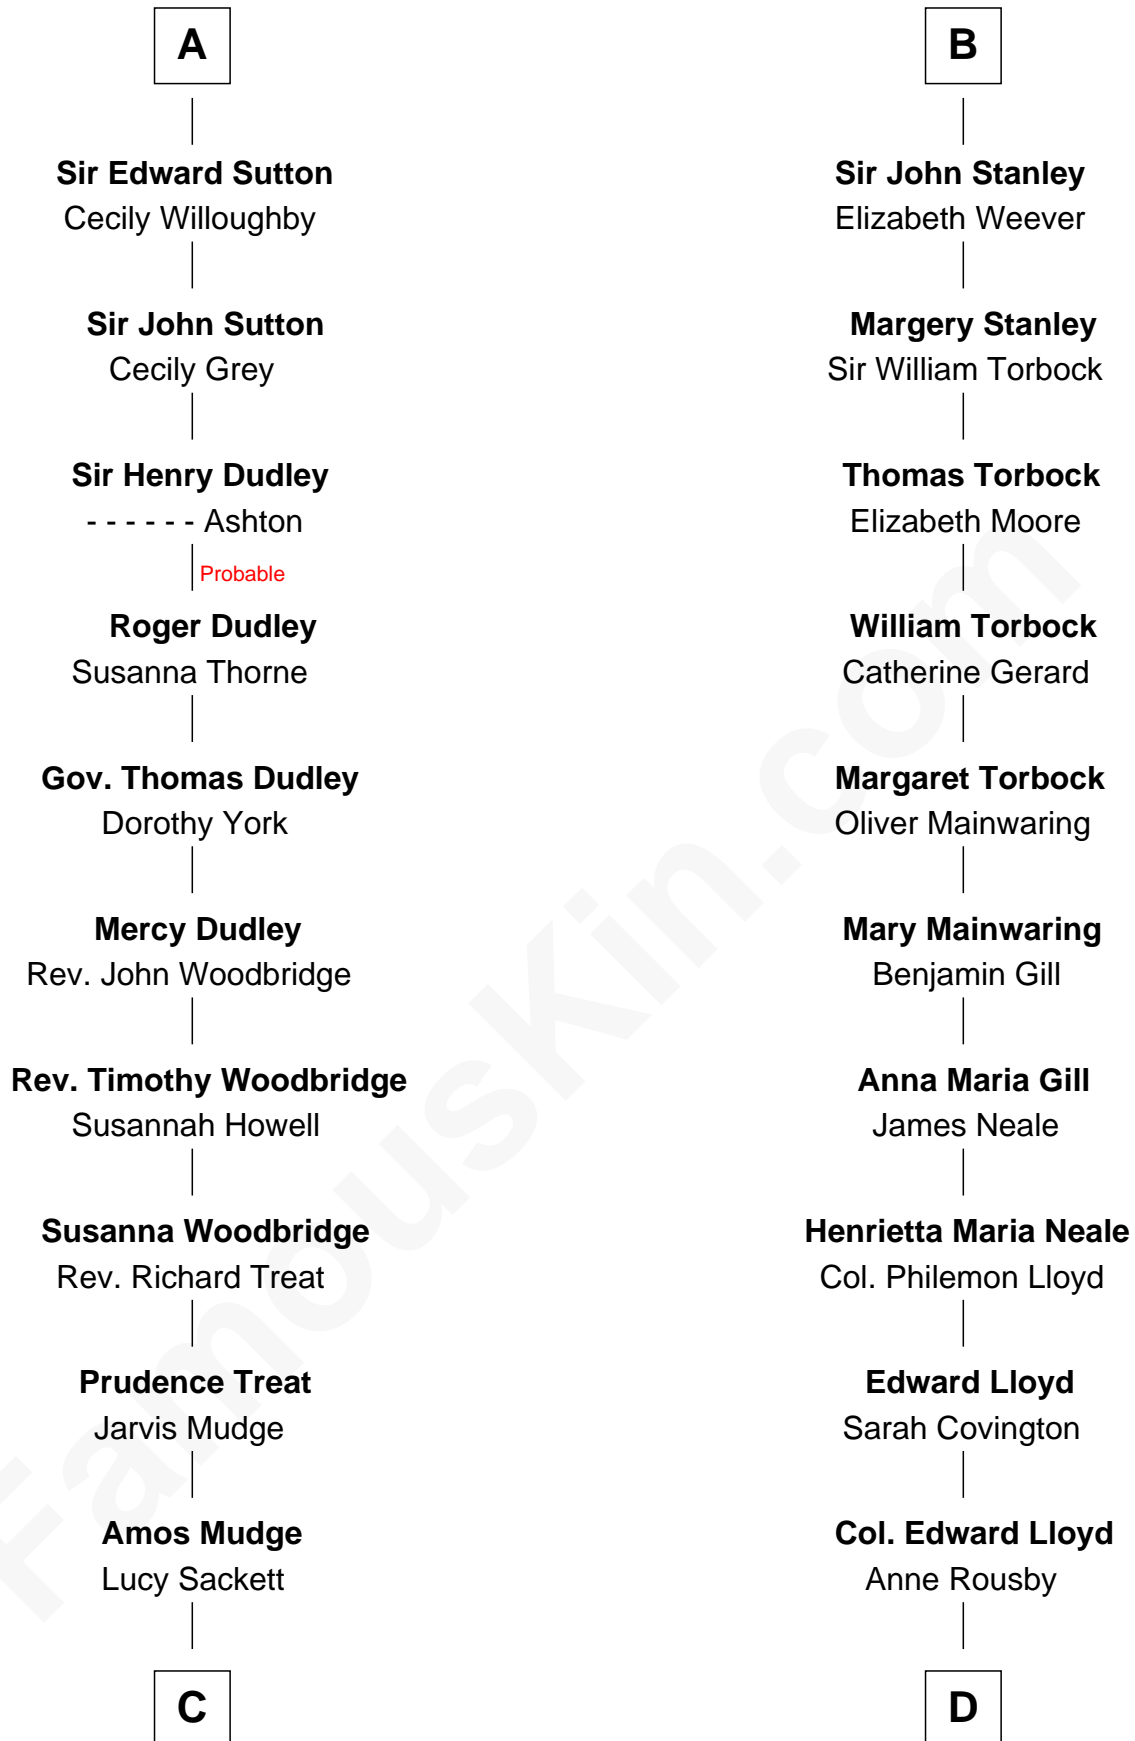 A
Sir Edward Sutton
Cecily Willoughby
Sir John Sutton
Cecily Grey
Sir Henry Dudley
- - - - - - Ashton
Probable
Roger Dudley
Susanna Thorne
Gov. Thomas Dudley
Dorothy York
Mercy Dudley
Rev. John Woodbridge
Rev. Timothy Woodbridge
Susannah Howell
Susanna Woodbridge
Rev. Richard Treat
Prudence Treat
Jarvis Mudge
Amos Mudge
Lucy Sackett
C
B
Sir John Stanley
Elizabeth Weever
Margery Stanley
Sir William Torbock
Thomas Torbock
Elizabeth Moore
William Torbock
Catherine Gerard
Margaret Torbock
Oliver Mainwaring
Mary Mainwaring
Benjamin Gill
Anna Maria Gill
James Neale
Henrietta Maria Neale
Col. Philemon Lloyd
Edward Lloyd
Sarah Covington
Col. Edward Lloyd
Anne Rousby
D
FamousKin.com